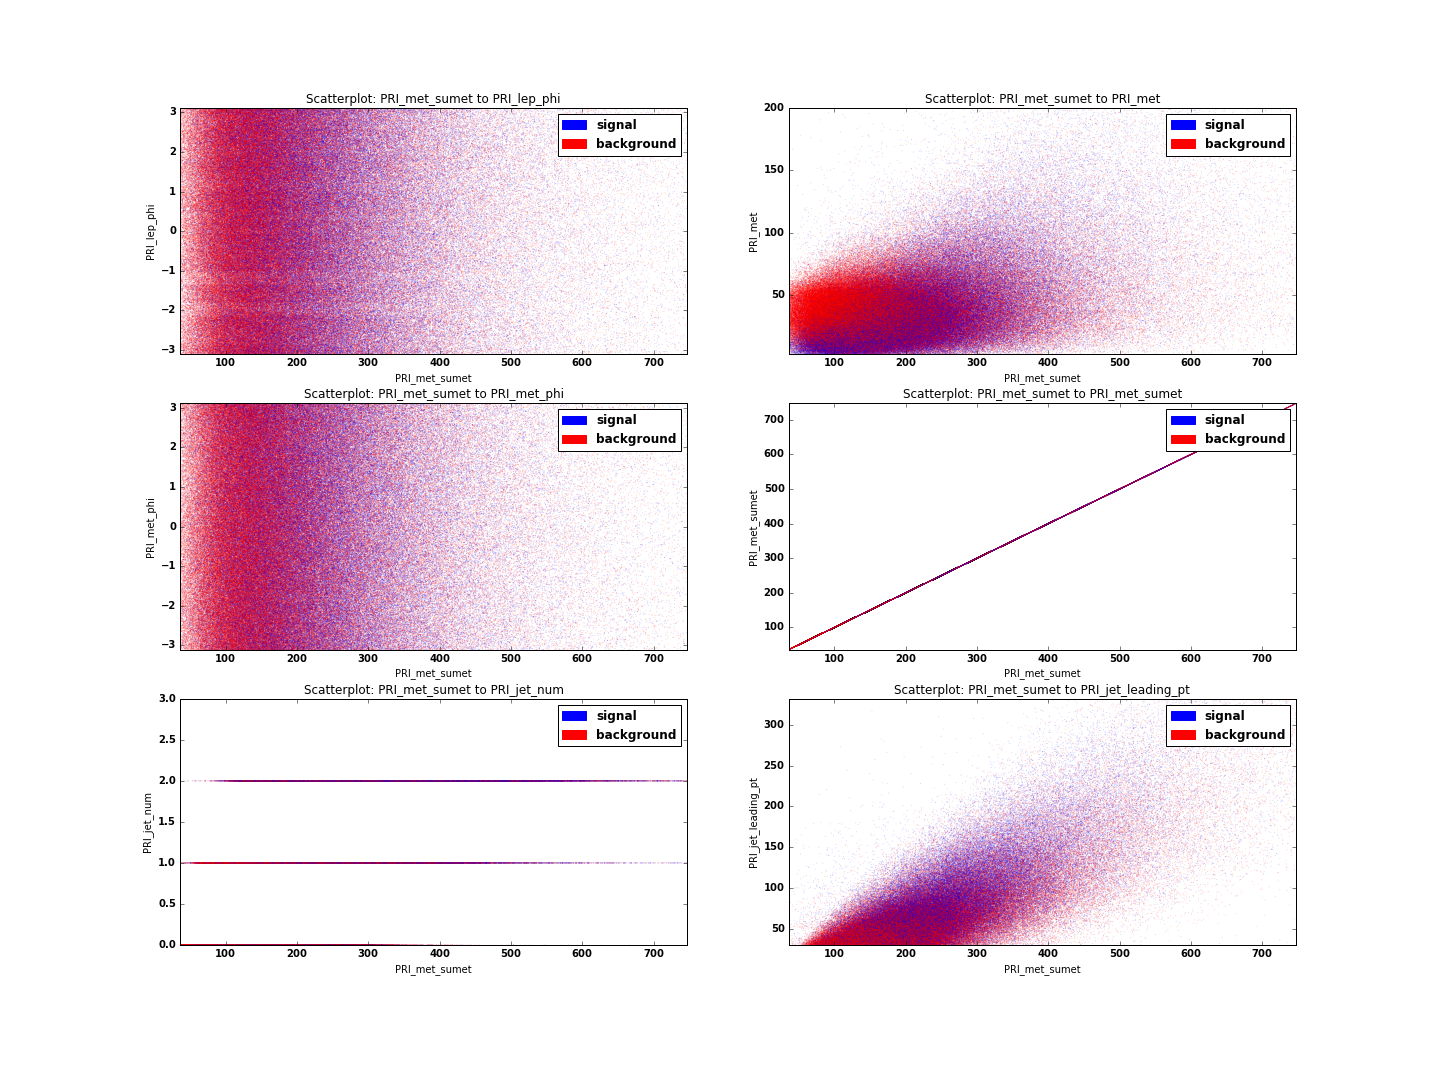 Scatterplot: PRI_met_sumet to PRI_lep_phi
signal
background
3
2
1
0
−1
−2
−3
PRI_lep_phi
100 200 300 400 500 600 700
PRI_met_sumet
Scatterplot: PRI_met_sumet to PRI_met
signal
background
200
150
100
50
PRI_met
100 200 300 400 500 600 700
PRI_met_sumet
Scatterplot: PRI_met_sumet to PRI_met_phi
signal
background
3
2
1
0
−1
−2
−3
PRI_met_phi
100 200 300 400 500 600 700
PRI_met_sumet
Scatterplot: PRI_met_sumet to PRI_met_sumet
signal
background
700
600
500
400
300
200
100
PRI_met_sumet
100 200 300 400 500 600 700
PRI_met_sumet
Scatterplot: PRI_met_sumet to PRI_jet_num
signal
background
3.0
2.5
2.0
1.5
1.0
0.5
0.0
PRI_jet_num
100 200 300 400 500 600 700
PRI_met_sumet
Scatterplot: PRI_met_sumet to PRI_jet_leading_pt
signal
background
300
250
200
150
100
50
PRI_jet_leading_pt
100 200 300 400 500 600 700
PRI_met_sumet